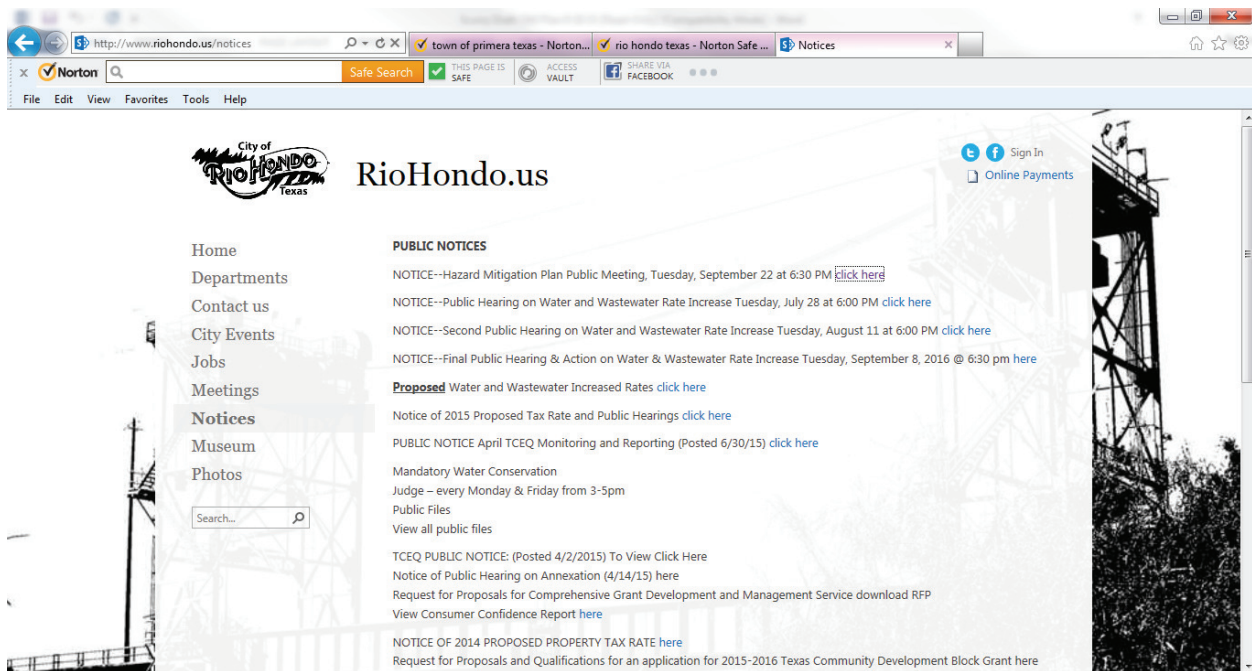 http://www.riohondo.us/notices
town of primera texas - Norton...
rio hondo texas - Norton Safe ...
Notices
Norton
Safe Search
THIS PAGE IS SAFE
ACCESS VAULT
SHARE VIA FACEBOOK
File Edit View Favorites Tools Help
City of
RIO HONDO
Texas
RioHondo.us
Sign In
Online Payments
Home
Departments
Contact us
City Events
Jobs
Meetings
Notices
Museum
Photos
Search...
PUBLIC NOTICES
NOTICE--Hazard Mitigation Plan Public Meeting, Tuesday, September 22 at 6:30 PM click here
NOTICE--Public Hearing on Water and Wastewater Rate Increase Tuesday, July 28 at 6:00 PM click here
NOTICE--Second Public Hearing on Water and Wastewater Rate Increase Tuesday, August 11 at 6:00 PM click here
NOTICE--Final Public Hearing & Action on Water & Wastewater Rate Increase Tuesday, September 8, 2016 @ 6:30 pm here
Proposed Water and Wastewater Increased Rates click here
Notice of 2015 Proposed Tax Rate and Public Hearings click here
PUBLIC NOTICE April TCEQ Monitoring and Reporting (Posted 6/30/15) click here
Mandatory Water Conservation
Judge – every Monday & Friday from 3-5pm
Public Files
View all public files
TCEQ PUBLIC NOTICE: (Posted 4/2/2015) To View Click Here
Notice of Public Hearing on Annexation (4/14/15) here
Request for Proposals for Comprehensive Grant Development and Management Service download RFP
View Consumer Confidence Report here
NOTICE OF 2014 PROPOSED PROPERTY TAX RATE here
Request for Proposals and Qualifications for an application for 2015-2016 Texas Community Development Block Grant here